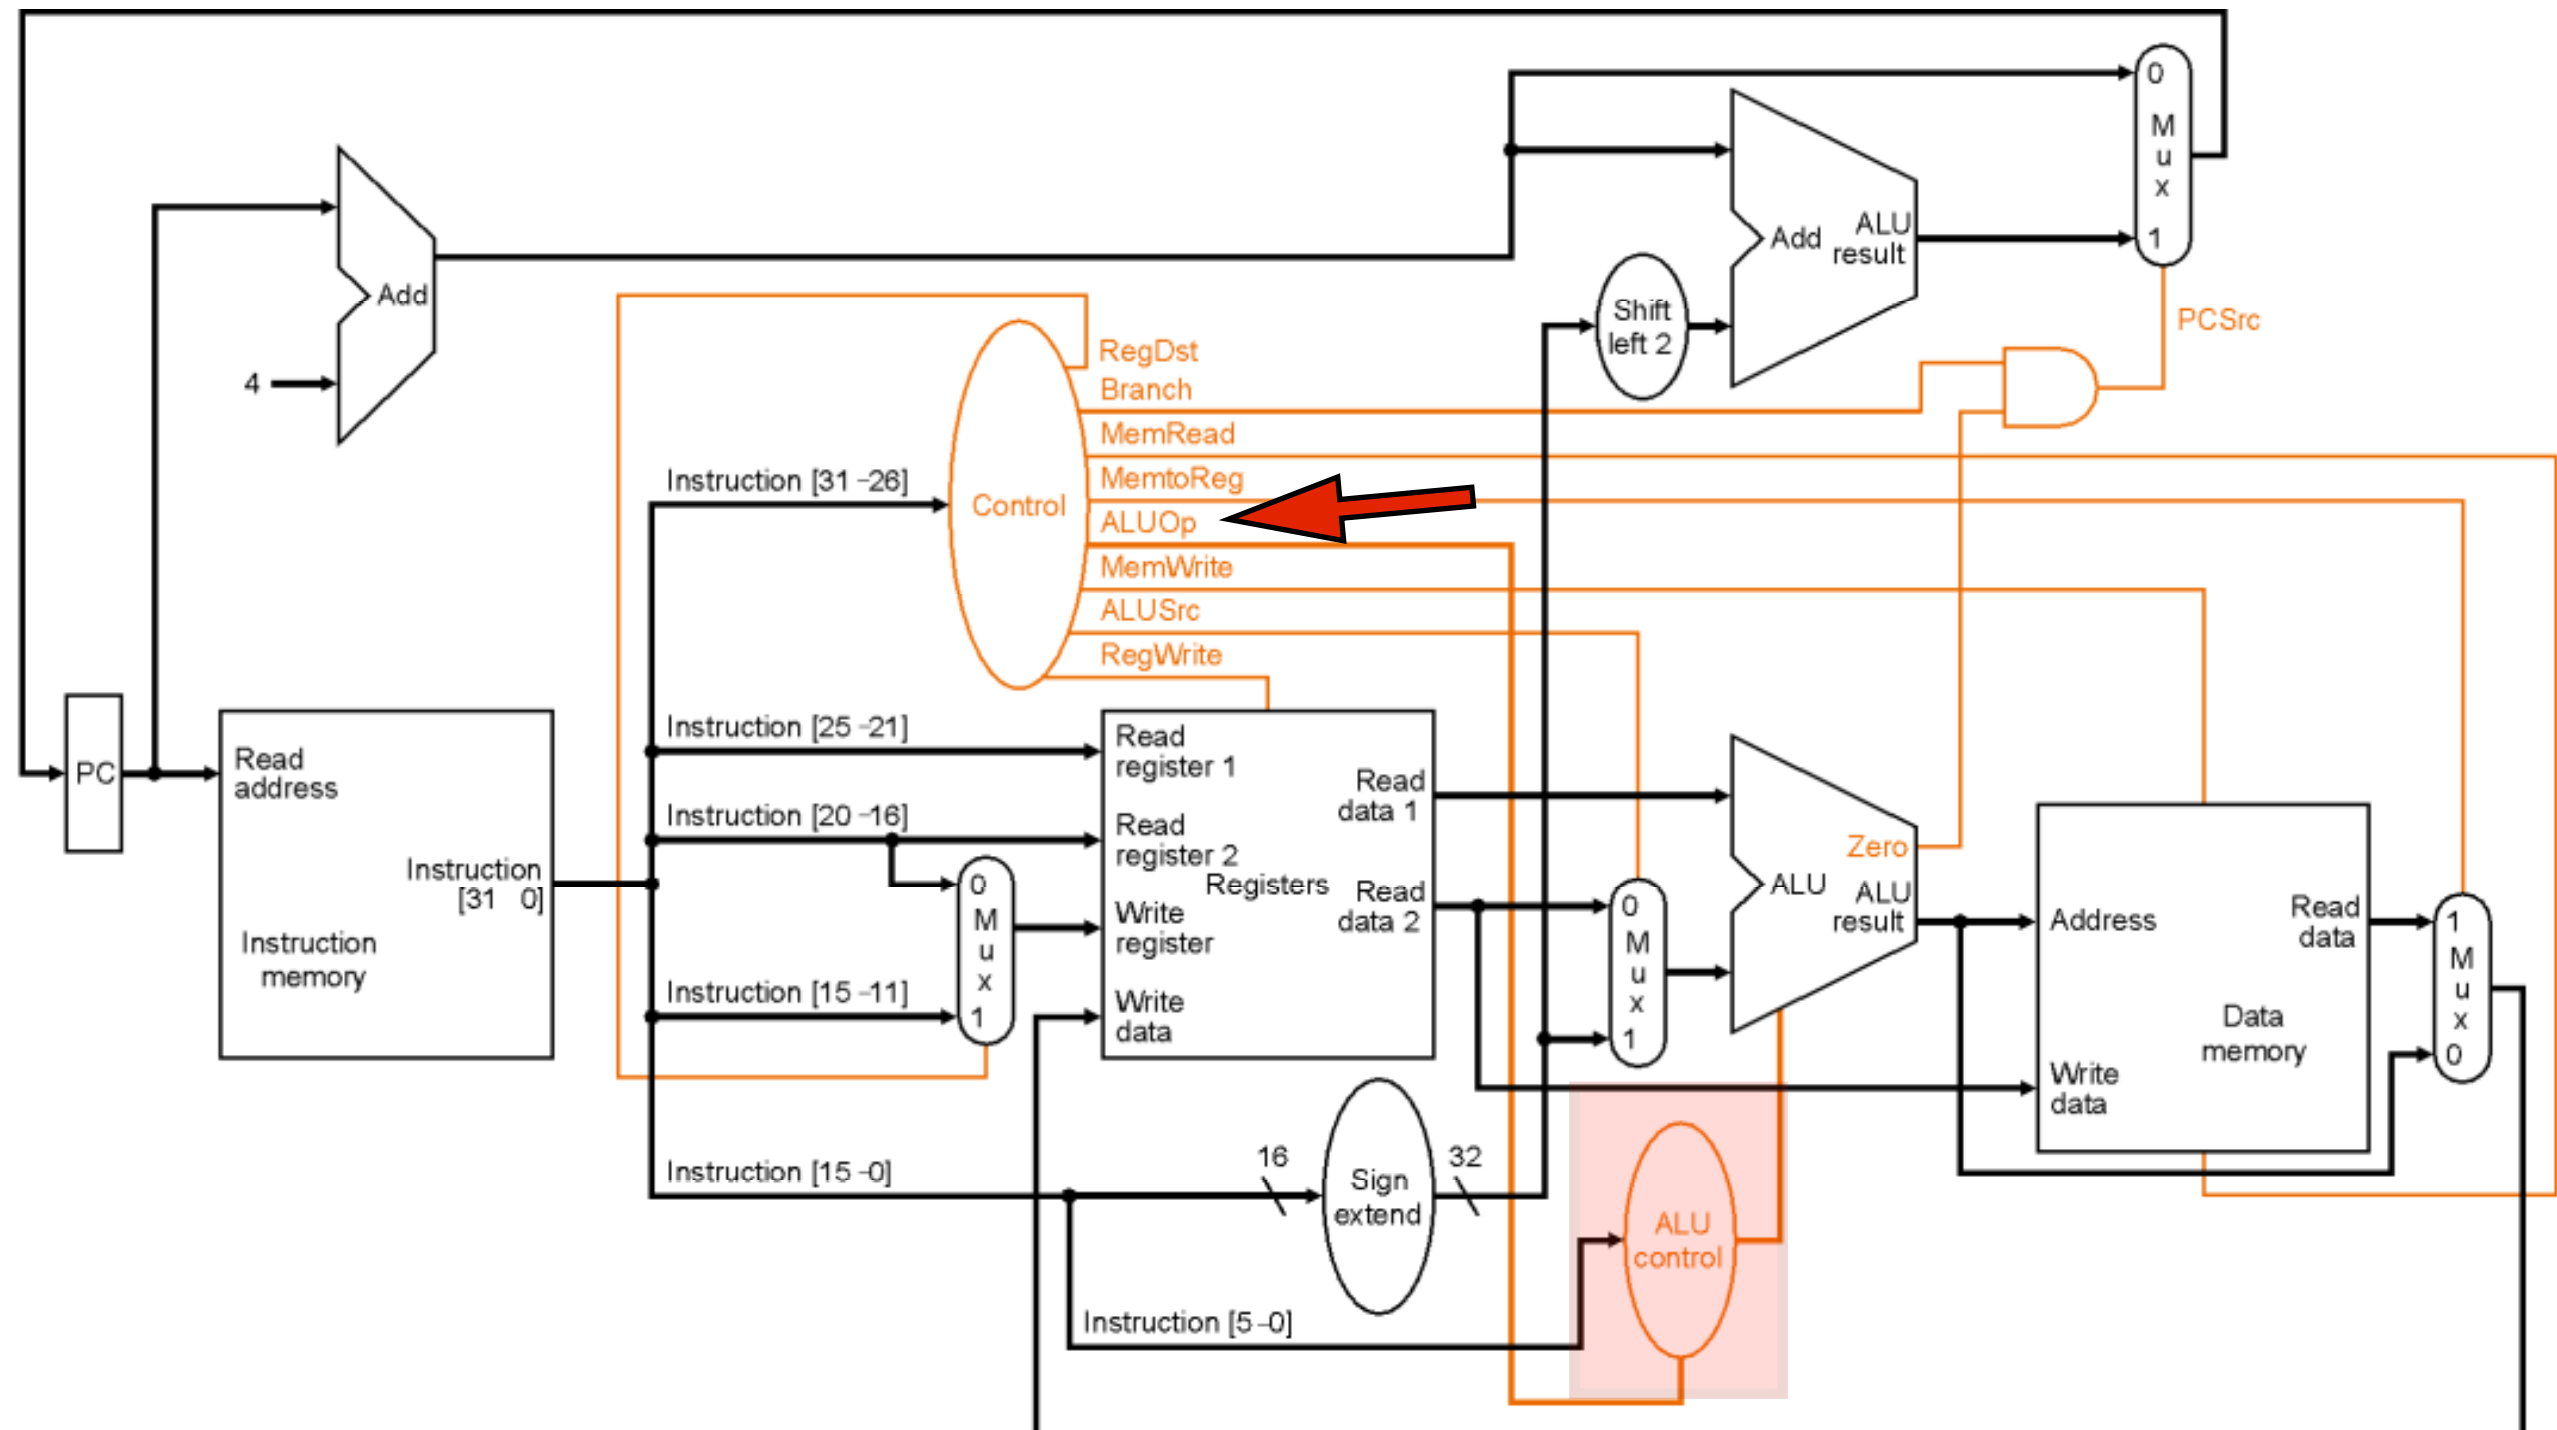 0
M
u
x
1
Add
ALU
result
Add
4
Shift
left 2
PCSrc
RegDst
Branch
MemRead
MemtoReg
ALUOp
MemWrite
ALUSrc
RegWrite
Control
Instruction [31 –26]
Instruction [25 –21]
Instruction [20 –16]
Instruction [15 –11]
Instruction [15 –0]
Instruction [5 –0]
PC
Read
address
Instruction
[31 0]
Instruction
memory
0
M
u
x
1
Read
register 1
Read
register 2
Write
register
Write
data
Registers
Read
data 1
Read
data 2
16
Sign
extend
32
0
M
u
x
1
Zero
ALU
ALU
result
ALU
control
Address
Write
data
Read
data
Data
memory
1
M
u
x
0